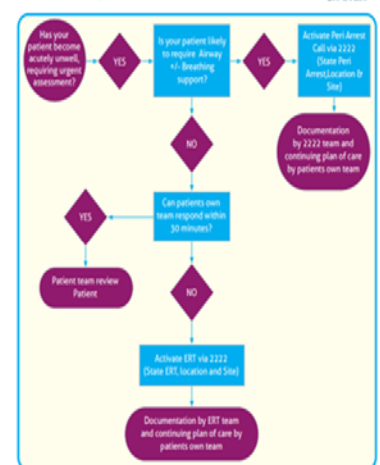 Has your
patient become
acutely unwell,
requiring urgent
assessment?
YES
Is your patient likely
to require Airway
+/- Breathing
support?
YES
Activate Peri Arrest
Call via 2222
(State Peri
Arrest,Location &
Site)
Documentation
by 2222 team and
continuing plan of care
by patients own team
NO
Can patients own
team respond within
30 minutes?
YES
Patient team review
Patient
NO
Activate ERT via 2222
(State ERT, location and Site)
Documentation by ERT team
and continuing plan of care by
patients own team